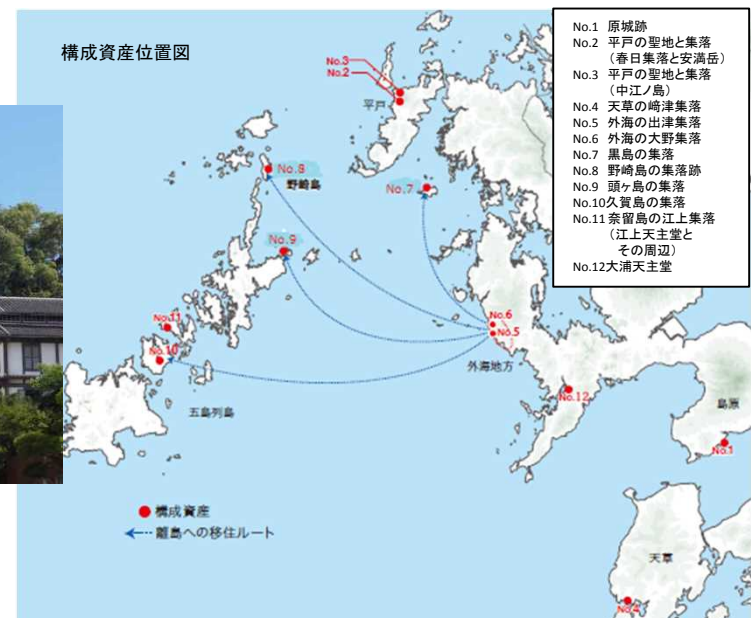 構成資産位置図
No.1 原城跡
No.2 平戸の聖地と集落
（春日集落と安満岳）
No.3 平戸の聖地と集落
（中江ノ島）
No.4 天草の﨑津集落
No.5 外海の出津集落
No.6 外海の大野集落
No.7 黒島の集落
No.8 野崎島の集落跡
No.9 頭ヶ島の集落
No.10久賀島の集落
No.11奈留島の江上集落
（江上天主堂と
その周辺）
No.12大浦天主堂
No.3
No.2
平戸
No.8
野崎島
No.7
No.9
No.11
No.10
No.6
No.5
外海地方
No.12
五島列島
島原
No.1
構成資産
離島への移住ルート
天草
No.4